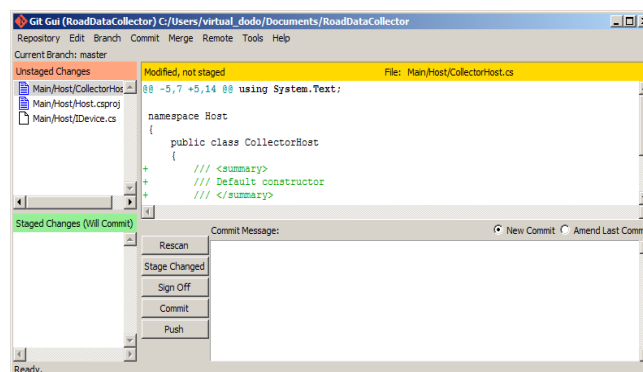 Git Gui (RoadDataCollector) C:/Users/virtual_dodo/Documents/RoadDataCollector
Repository Edit Branch Commit Merge Remote Tools Help
Current Branch: master
Unstaged Changes
Main/Host/CollectorHos
Main/Host/Host.csproj
Main/Host/IDevice.cs
Modified, not staged File: Main/Host/CollectorHost.cs
@@ -5,7 +5,14 @@ using System.Text;
namespace Host
{
public class CollectorHost
{
+ /// <summary>
+ /// Default constructor
+ /// </summary>
Staged Changes (Will Commit)
Commit Message: New Commit Amend Last Comm
Rescan
Stage Changed
Sign Off
Commit
Push
Ready.